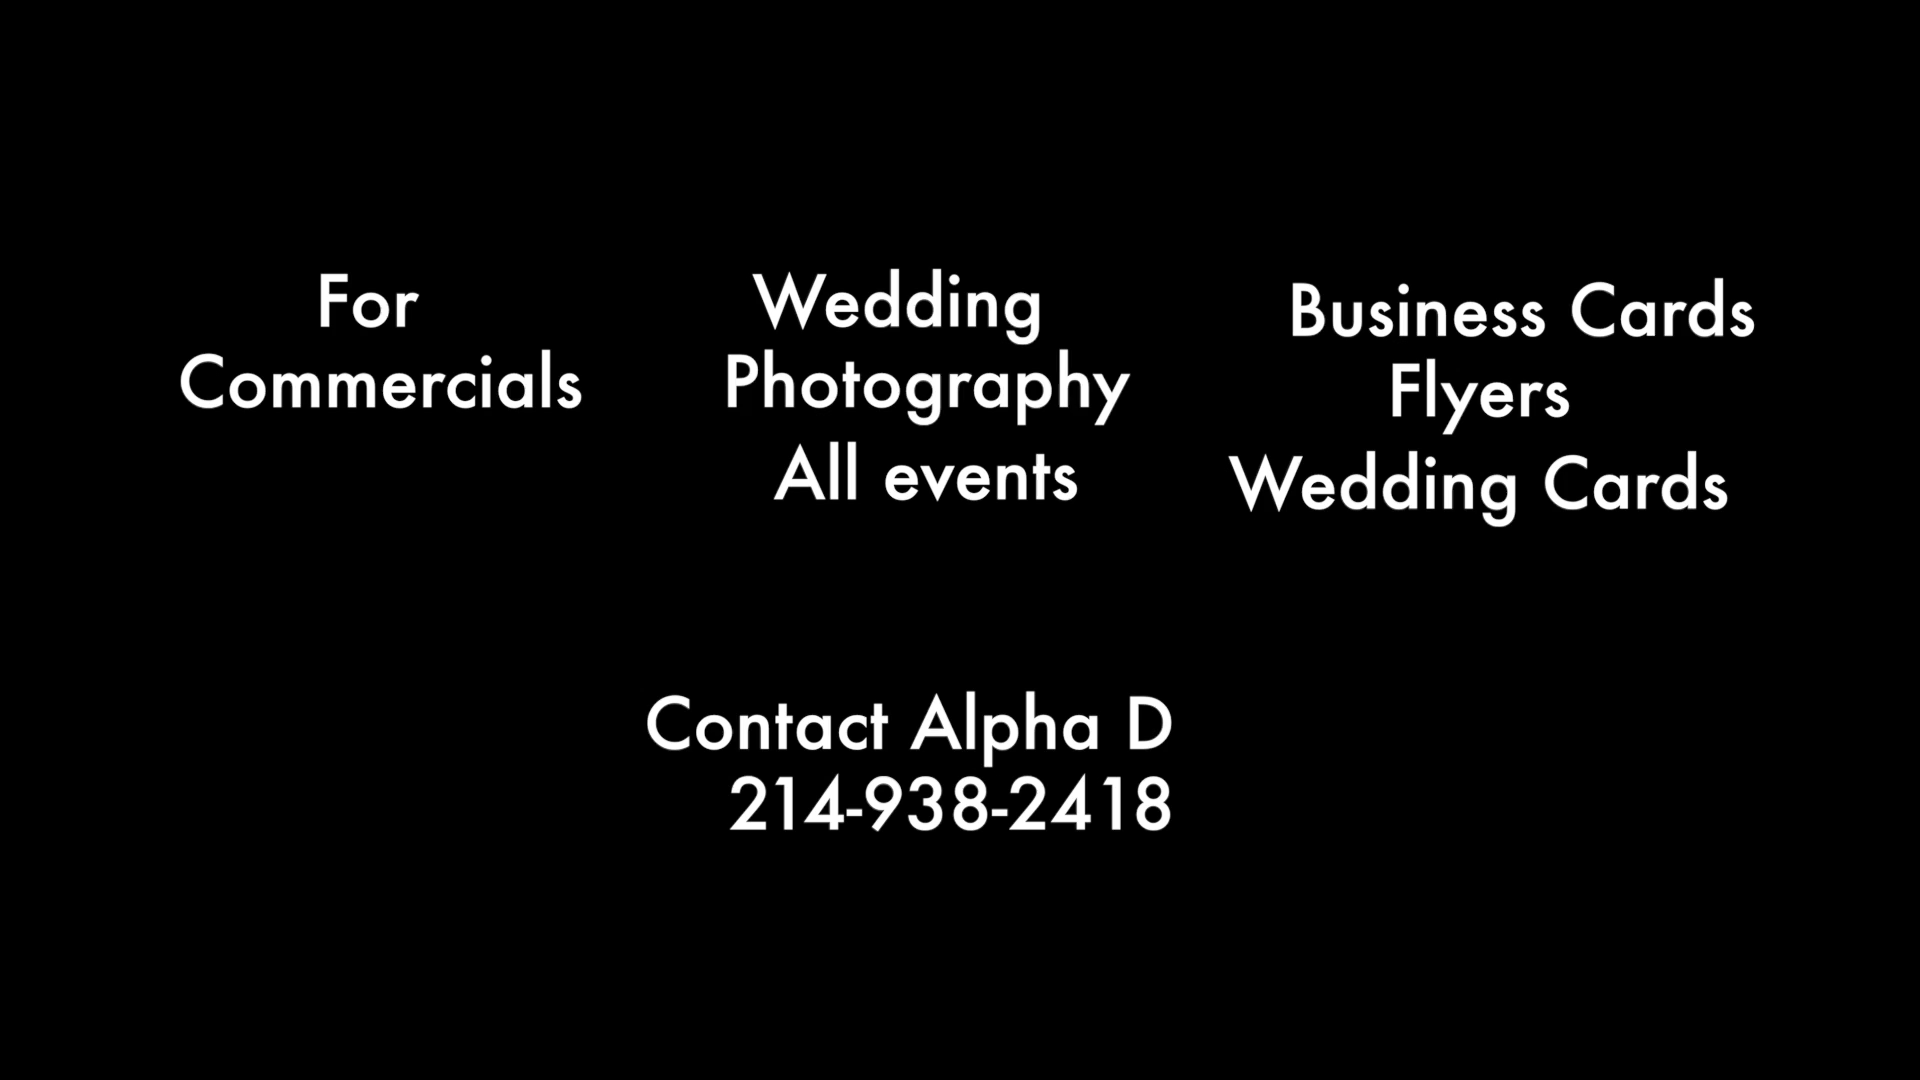 For
Commercials
Wedding
Photography
All events
Business Cards
Flyers
Wedding Cards
Contact Alpha D
214-938-2418